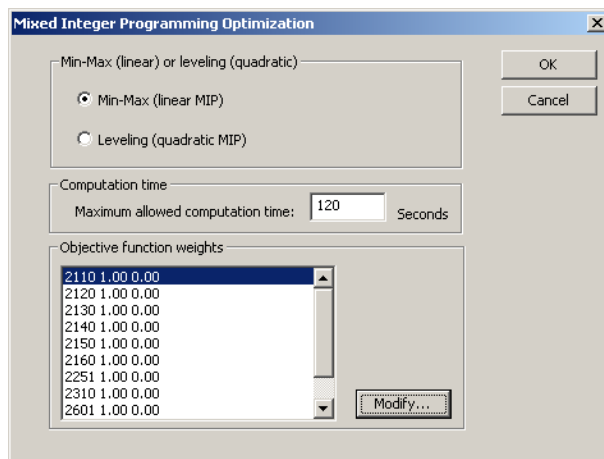 Mixed Integer Programming Optimization
Min-Max (linear) or leveling (quadratic)
Min-Max (linear MIP)
Leveling (quadratic MIP)
OK
Cancel
Computation time
Maximum allowed computation time: 120 Seconds
Objective function weights
2110 1.00 0.00
2120 1.00 0.00
2130 1.00 0.00
2140 1.00 0.00
2150 1.00 0.00
2160 1.00 0.00
2251 1.00 0.00
2310 1.00 0.00
2601 1.00 0.00
Modify...